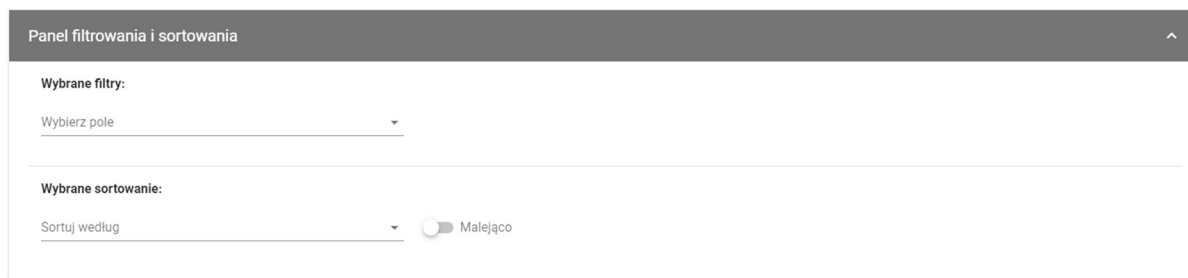 Panel filtrowania i sortowania
Wybrane filtry:
Wybierz pole
Wybrane sortowanie:
Sortuj według
Malejąco